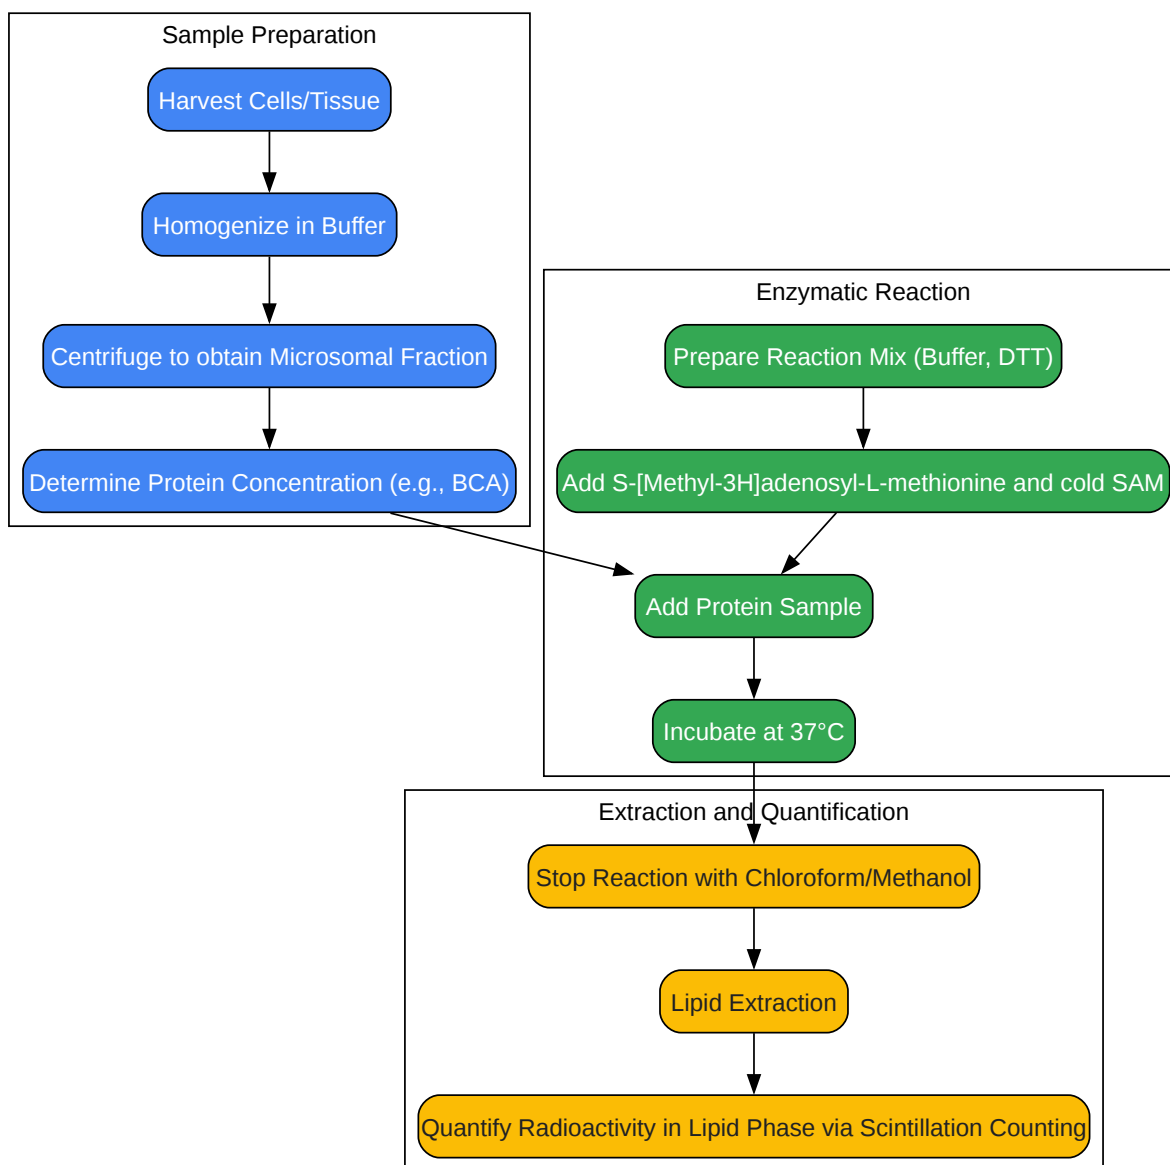 Sample Preparation
Harvest Cells/Tissue
Homogenize in Buffer
Centrifuge to obtain Microsomal Fraction
Determine Protein Concentration (e.g., BCA)
Enzymatic Reaction
Prepare Reaction Mix (Buffer, DTT)
Add S-[Methyl-3H]adenosyl-L-methionine and cold SAM
Add Protein Sample
Incubate at 37°C
Extraction and Quantification
Stop Reaction with Chloroform/Methanol
Lipid Extraction
Quantify Radioactivity in Lipid Phase via Scintillation Counting